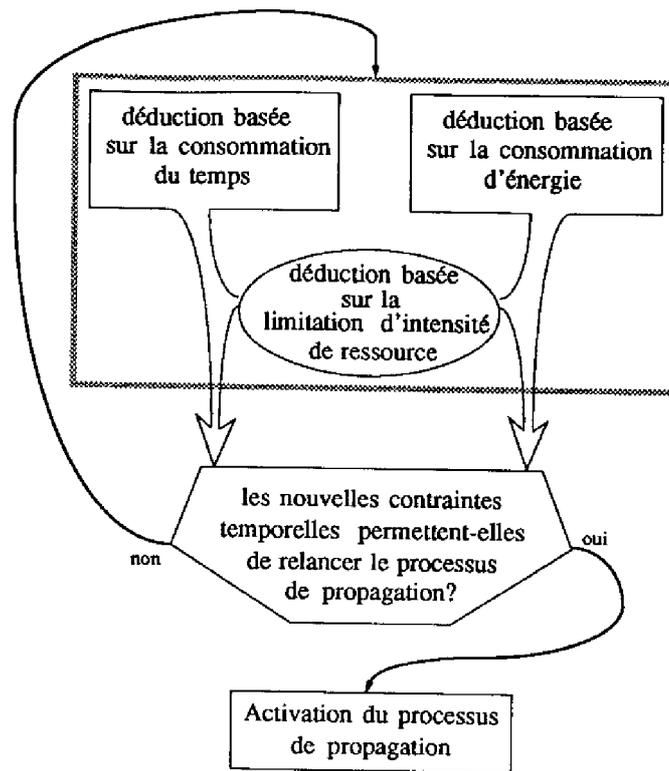 déduction basée
sur la consommation
du temps
déduction basée
sur la consommation
d'énergie
déduction basée
sur la
limitation d'intensité
de ressource
les nouvelles contraintes
temporelles permettent-elles
de relancer le processus
de propagation?
non
oui
Activation du processus
de propagation